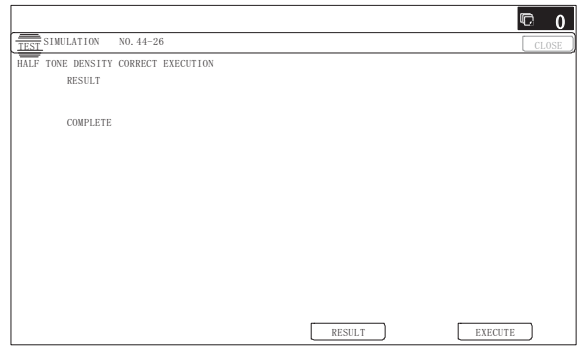 0
TEST SIMULATION NO. 44-26 CLOSE
HALF TONE DENSITY CORRECT EXECUTION
RESULT
COMPLETE
RESULT EXECUTE